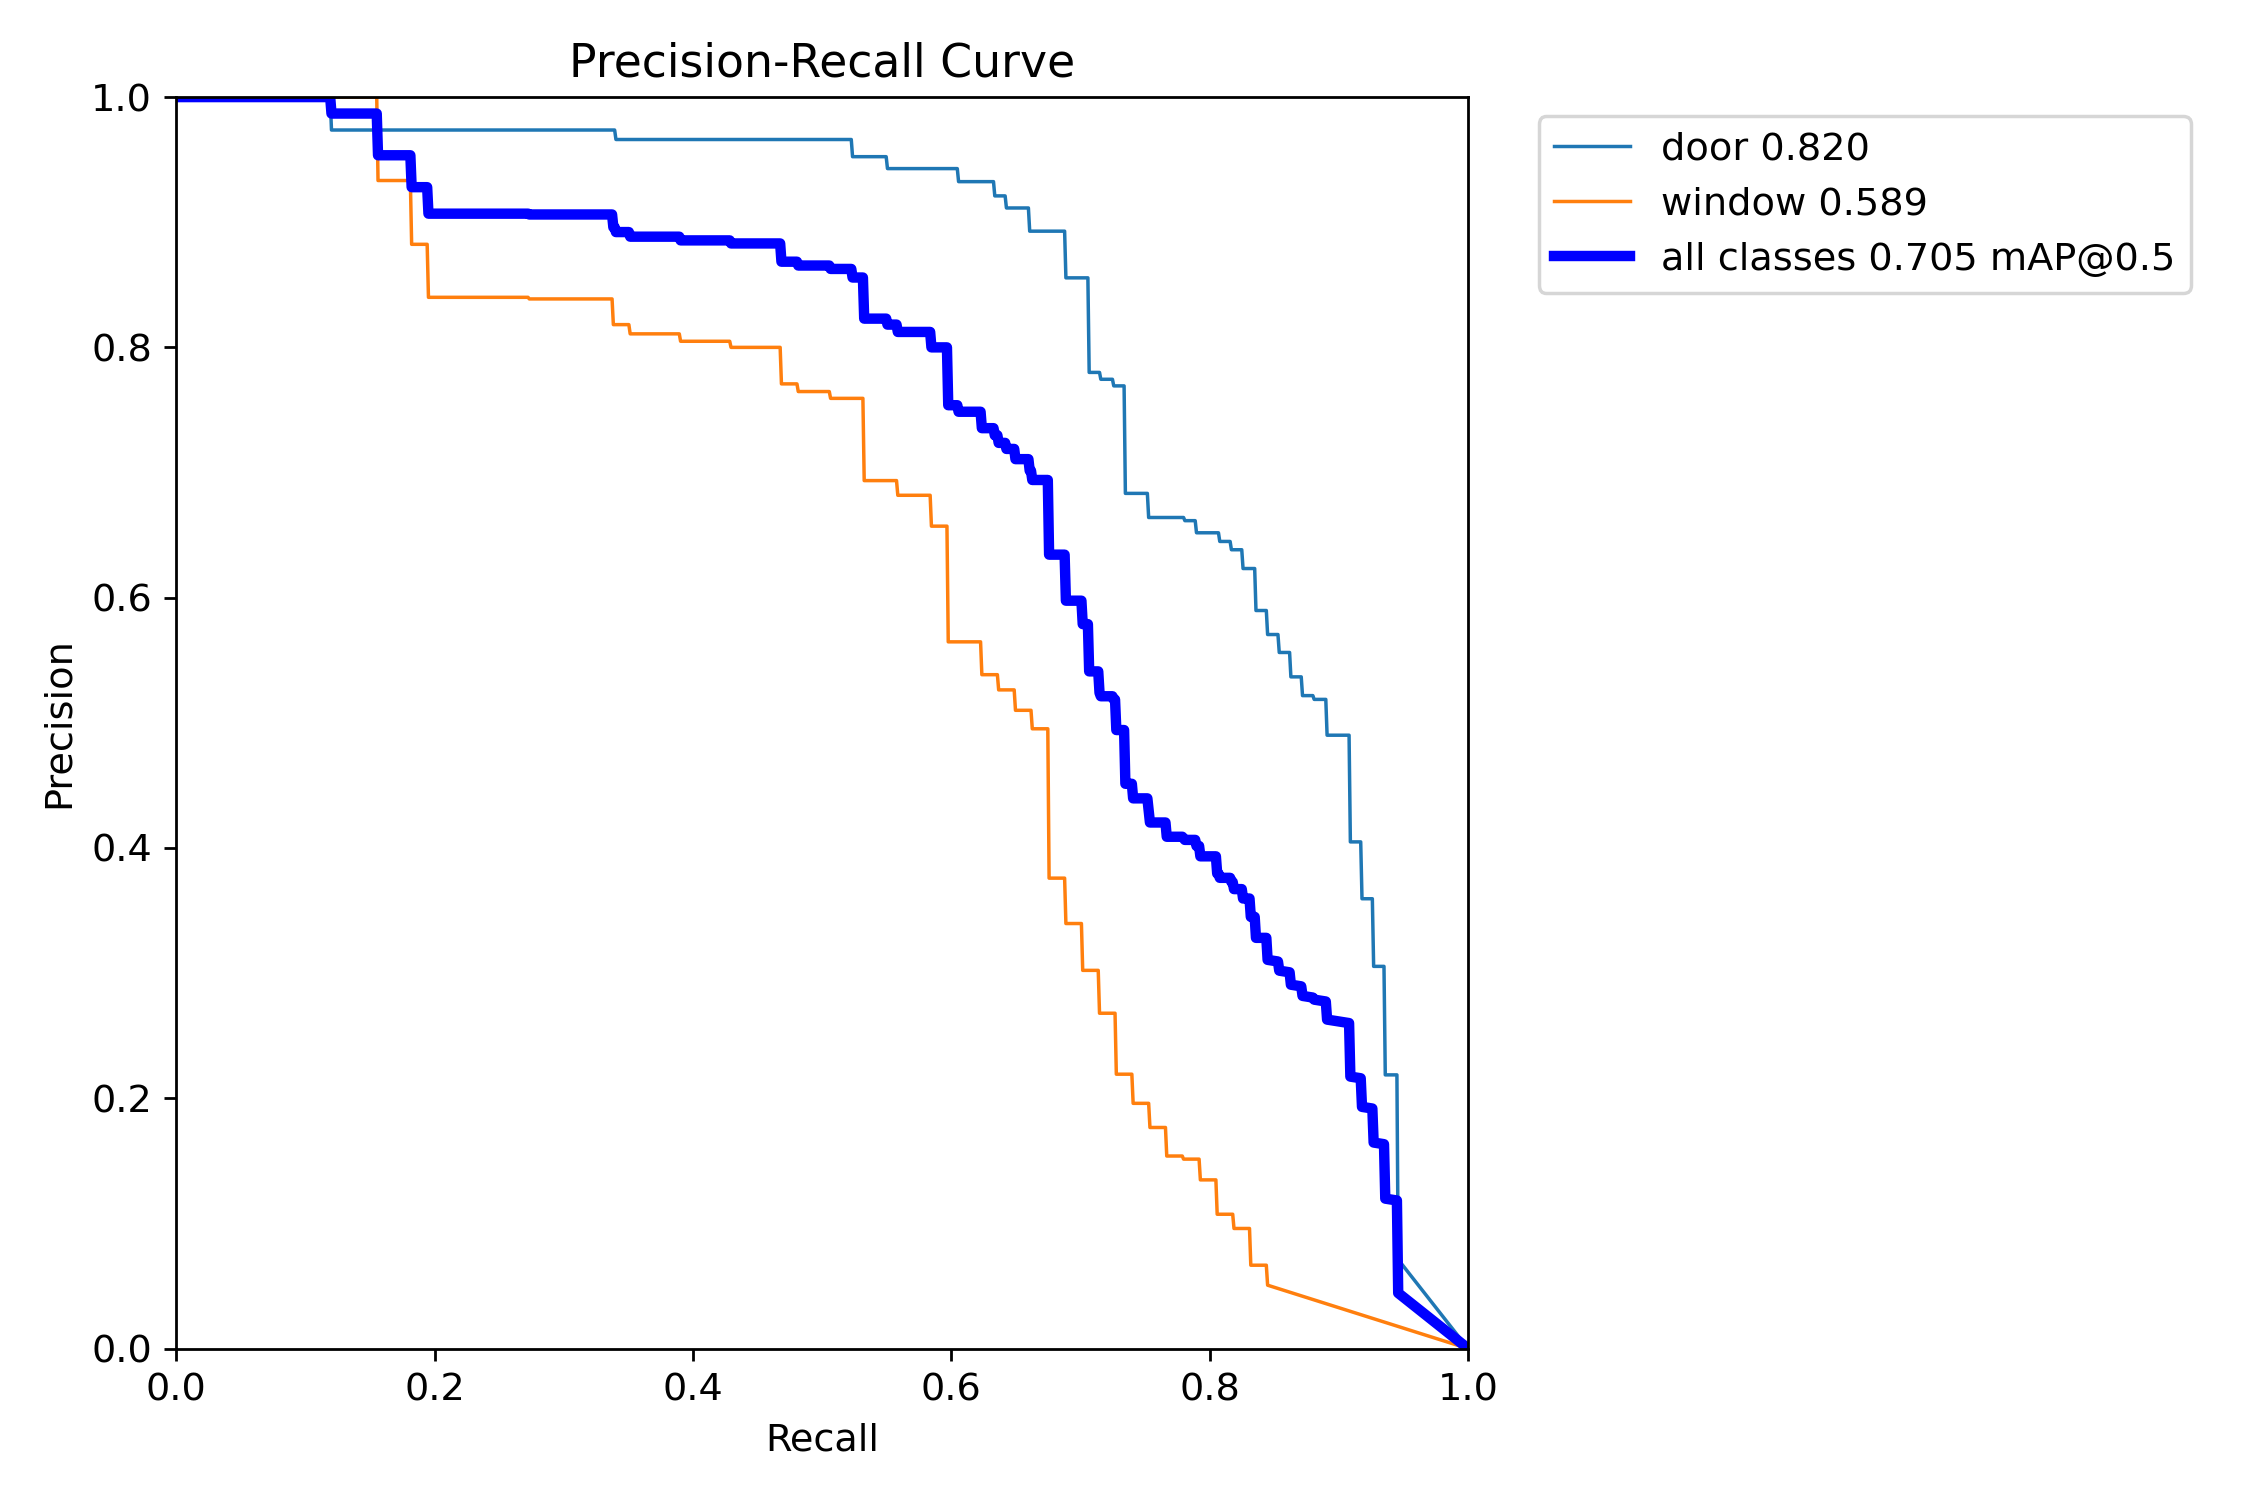 Precision-Recall Curve
door 0.820
window 0.589
all classes 0.705 mAP@0.5
Precision
1.0
0.8
0.6
0.4
0.2
0.0
0.0 0.2 0.4 0.6 0.8 1.0
Recall